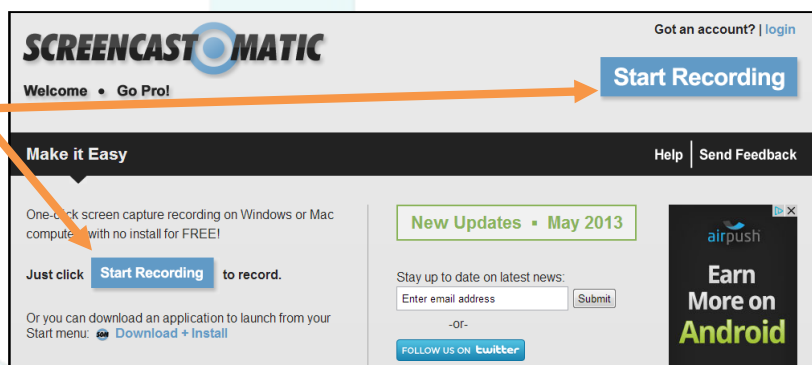 SCREENCAST MATIC
Got an account? | login
Welcome • Go Pro!
Start Recording
Make it Easy
Help | Send Feedback
One-click screen capture recording on Windows or Mac
computers with no install for FREE!
Just click Start Recording to record.
Or you can download an application to launch from your
Start menu: SOM Download + Install
New Updates ▪ May 2013
Stay up to date on latest news:
Enter email address Submit
-or-
FOLLOW US ON twitter
airpush
Earn
More on
Android